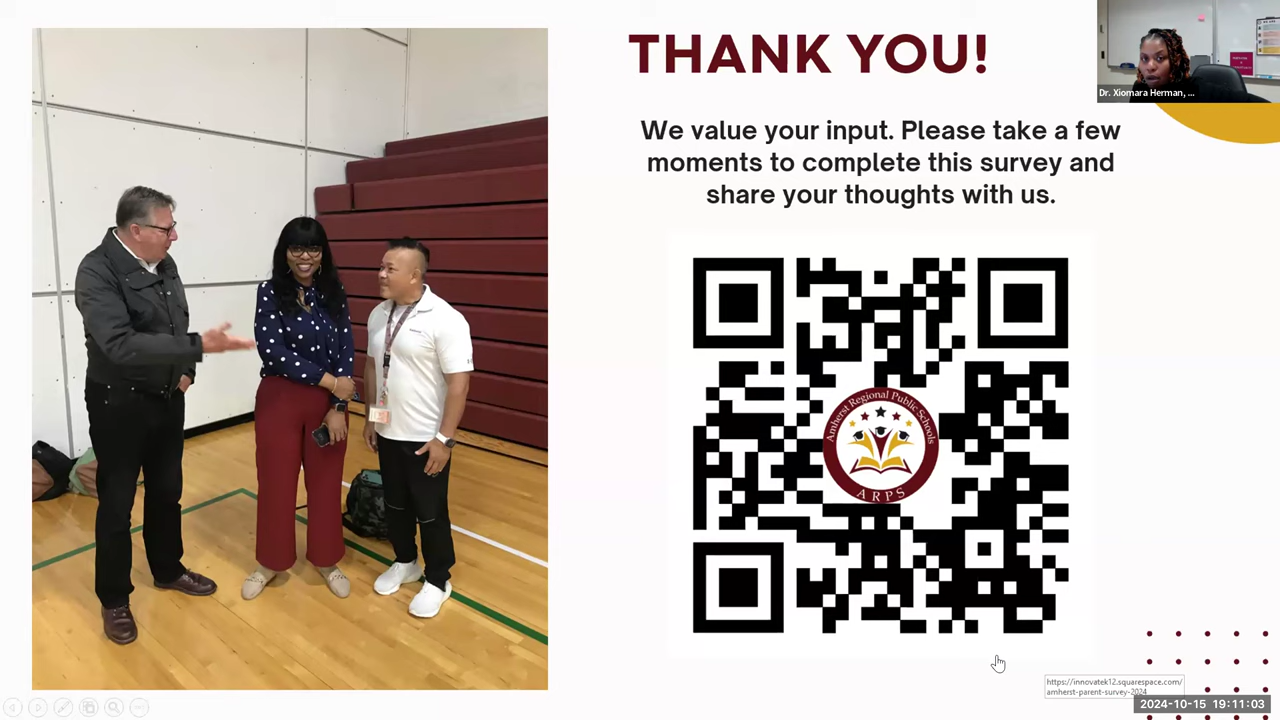 THANK YOU!
Dr. Xiomara Herman, ...
We value your input. Please take a few
moments to complete this survey and
share your thoughts with us.
Amherst Regional Public Schools
ARPS
https://innovatek12.squarespace.com/
amherst-parent-survey-2024
2024-10-15 19:11:03